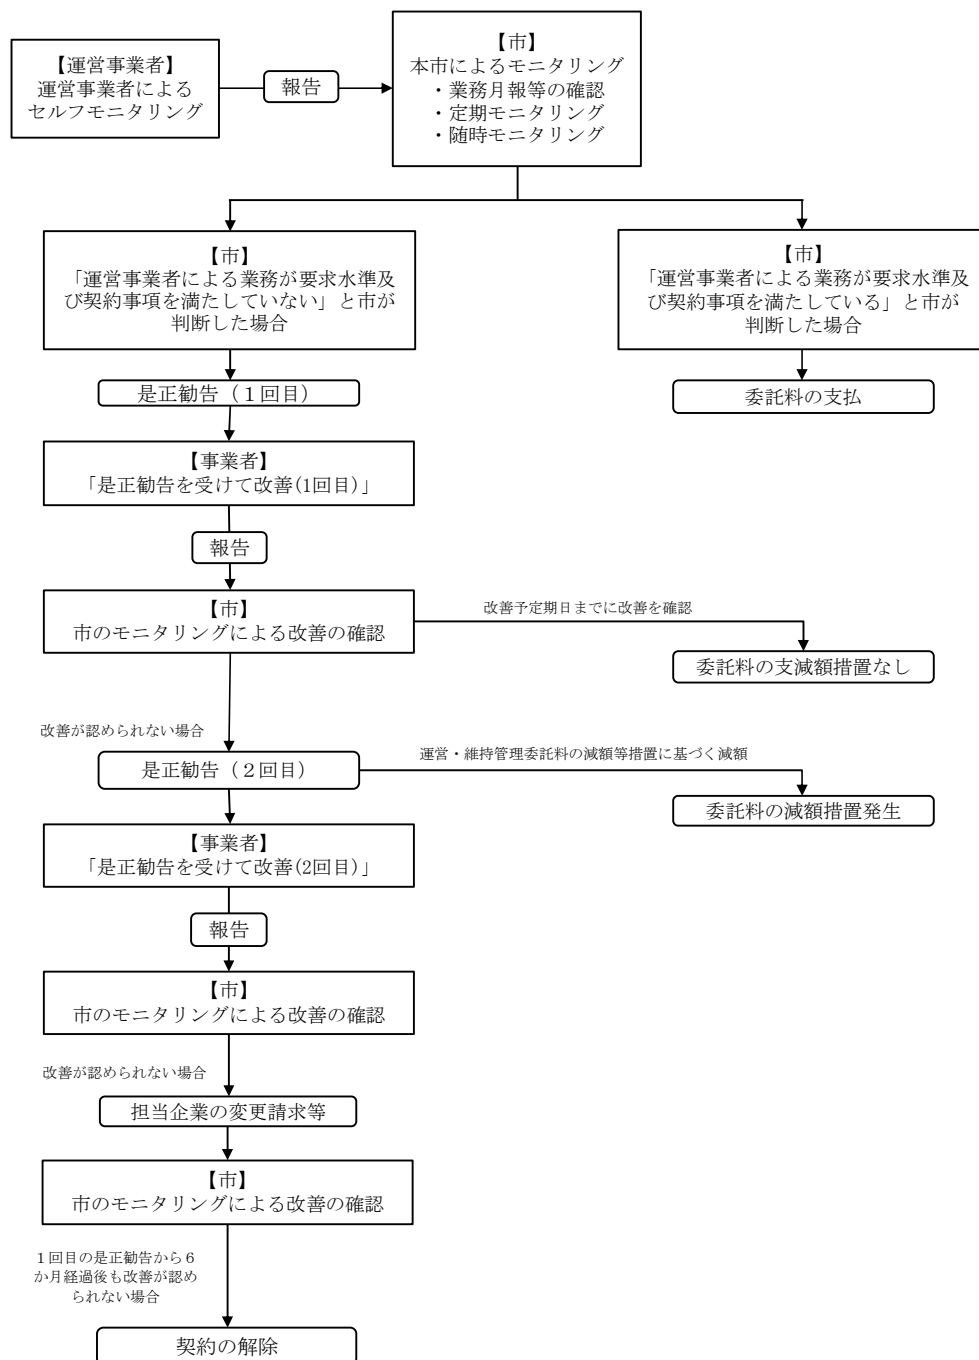 【運営事業者】
運営事業者による
セルフモニタリング
報告
【市】
本市によるモニタリング
・業務月報等の確認
・定期モニタリング
・随時モニタリング
【市】
「運営事業者による業務が要求水準及
び契約事項を満たしていない」と市が
判断した場合
【市】
「運営事業者による業務が要求水準及
び契約事項を満たしている」と市が
判断した場合
是正勧告（１回目）
委託料の支払
【事業者】
「是正勧告を受けて改善(1回目)」
報告
【市】
市のモニタリングによる改善の確認
改善予定期日までに改善を確認
委託料の支減額措置なし
改善が認められない場合
是正勧告（２回目）
運営・維持管理委託料の減額等措置に基づく減額
委託料の減額措置発生
【事業者】
「是正勧告を受けて改善(2回目)」
報告
【市】
市のモニタリングによる改善の確認
改善が認められない場合
担当企業の変更請求等
【市】
市のモニタリングによる改善の確認
１回目の是正勧告から６
か月経過後も改善が認め
られない場合
契約の解除